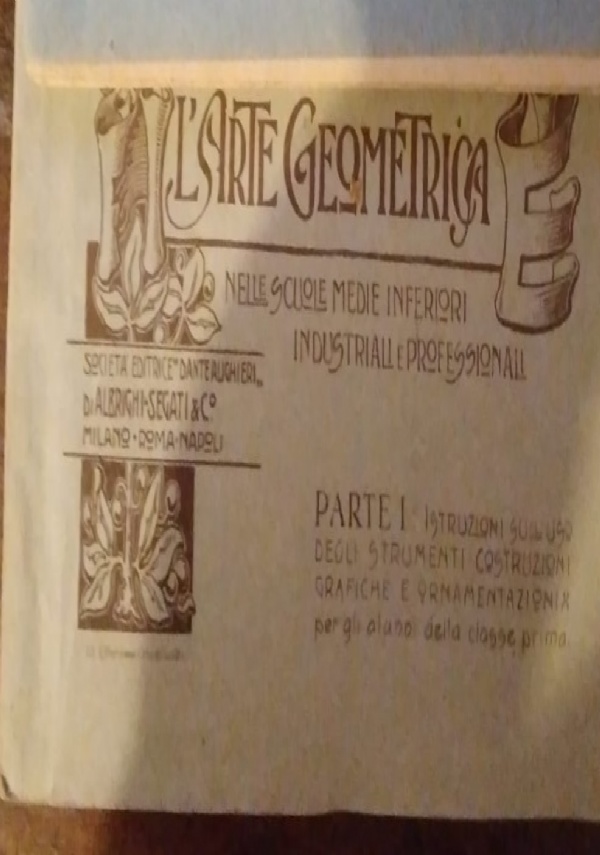 L'ARTE GEOMETRICA
NELLE SCUOLE MEDIE INFERIORI
INDUSTRIALI E PROFESSIONALI
SOCIETÀ EDITRICE "DANTE ALIGHIERI"
DI ALBRIGHI-SEGATI & Cº
MILANO · ROMA · NAPOLI
PARTE I ISTRUZIONI SULL'USO
DEGLI STRUMENTI COSTRUZIONI
GRAFICHE E ORNAMENTAZIONI
per gli alunni della classe prima